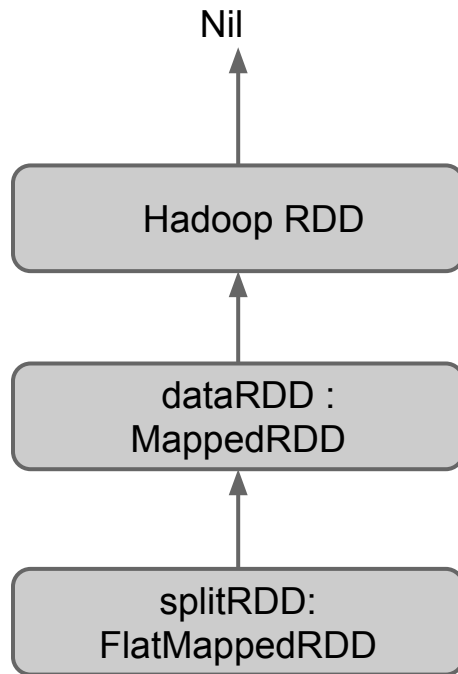 Nil
Hadoop RDD
dataRDD :
MappedRDD
splitRDD:
FlatMappedRDD